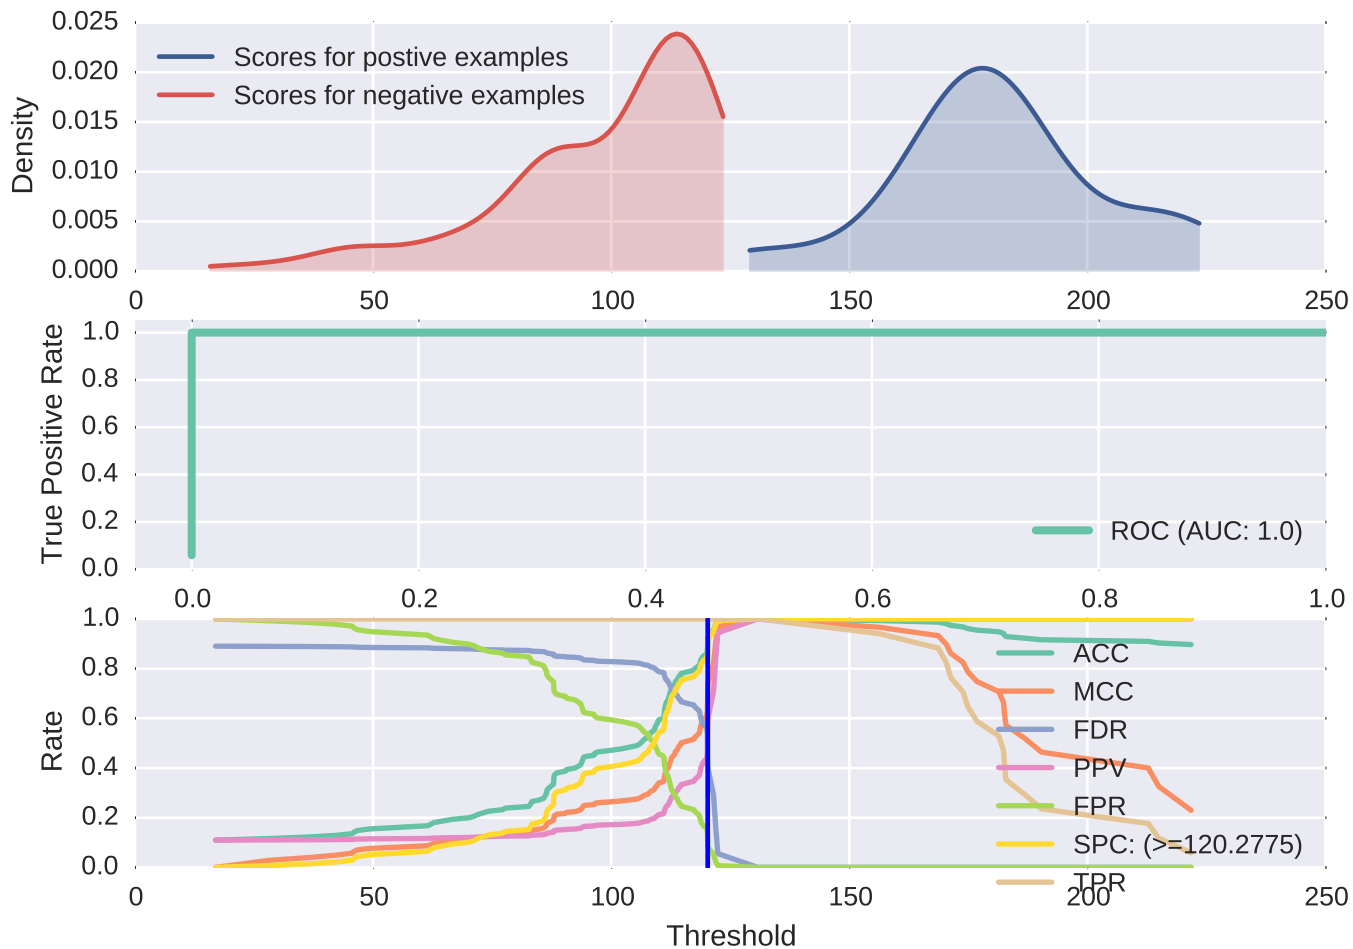 0.025
0.020
0.015
0.010
0.005
0.000
Density
Scores for postive examples
Scores for negative examples
0 50 100 150 200 250
1.0
0.8
0.6
0.4
0.2
0.0
True Positive Rate
ROC (AUC: 1.0)
0.0 0.2 0.4 0.6 0.8 1.0
1.0
0.8
0.6
0.4
0.2
0.0
Rate
ACC
MCC
FDR
PPV
FPR
SPC: (>=120.2775)
TPR
0 50 100 150 200 250
Threshold